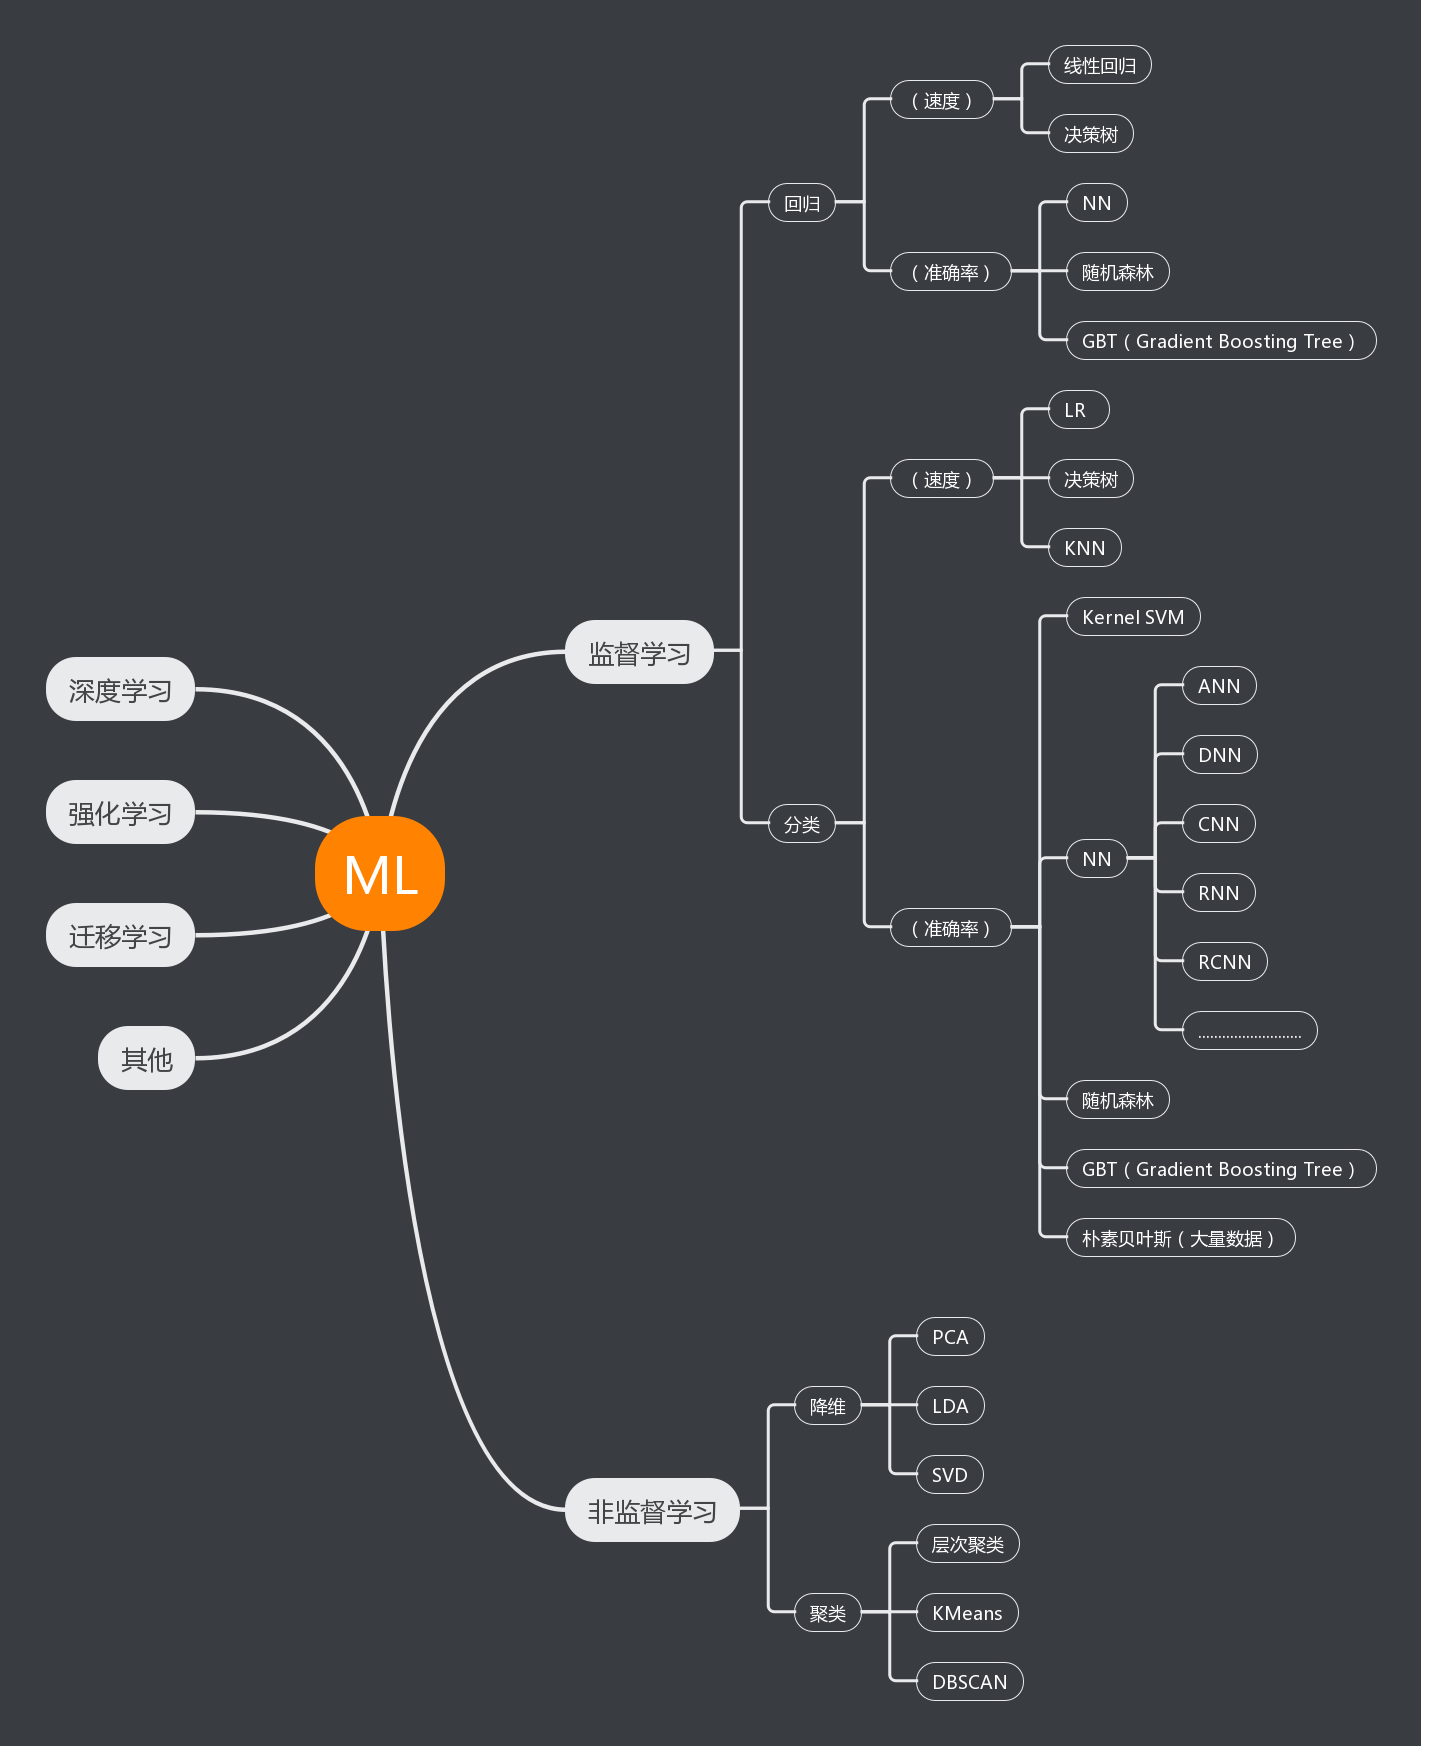 ML
监督学习
回归
（速度）
线性回归
决策树
（准确率）
NN
随机森林
GBT（Gradient Boosting Tree）
分类
（速度）
LR
决策树
KNN
（准确率）
Kernel SVM
NN
ANN
DNN
CNN
RNN
RCNN
..........................
随机森林
GBT（Gradient Boosting Tree）
朴素贝叶斯（大量数据）
非监督学习
降维
PCA
LDA
SVD
聚类
层次聚类
KMeans
DBSCAN
深度学习
强化学习
迁移学习
其他